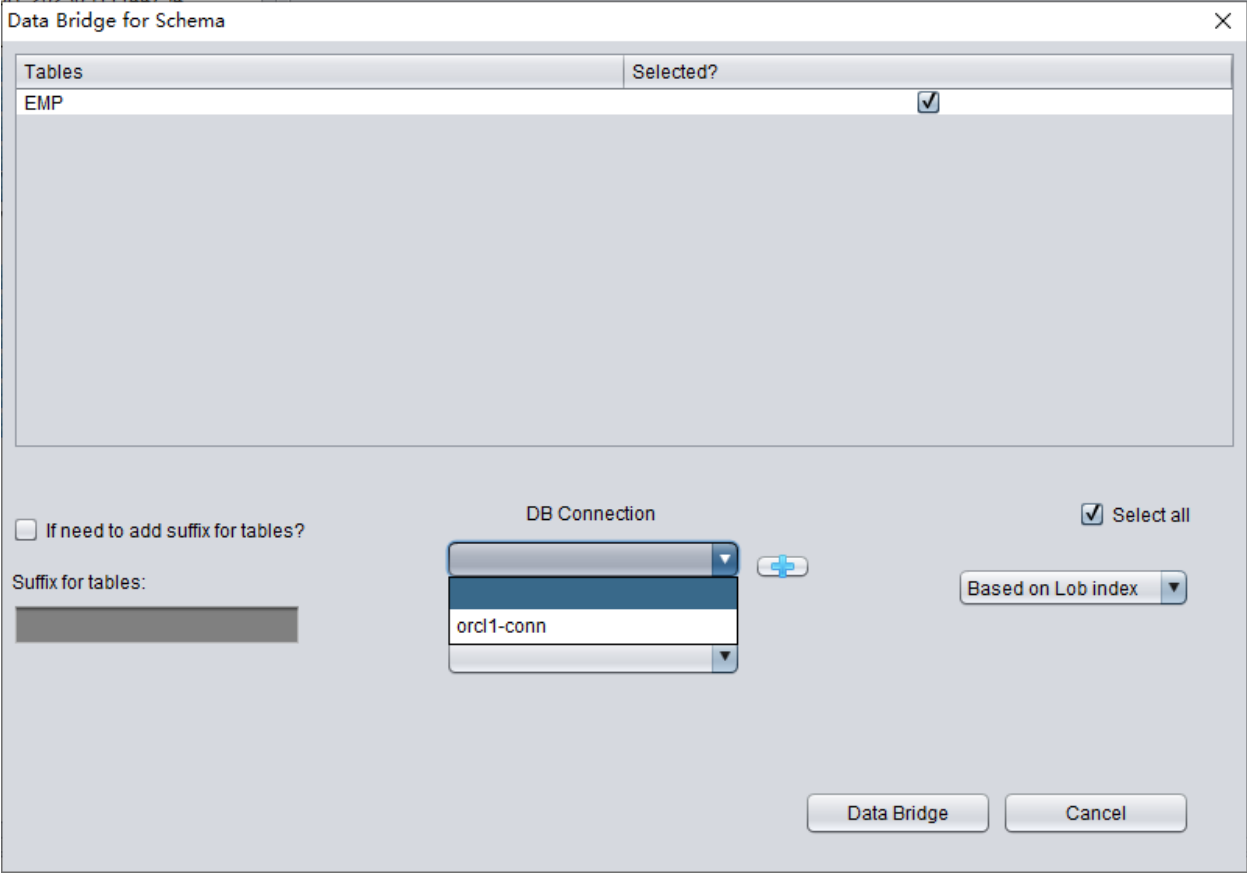 Data Bridge for Schema
Tables Selected?
EMP
DB Connection
Select all
If need to add suffix for tables?
Suffix for tables:
Based on Lob index
orcl1-conn
Data Bridge Cancel